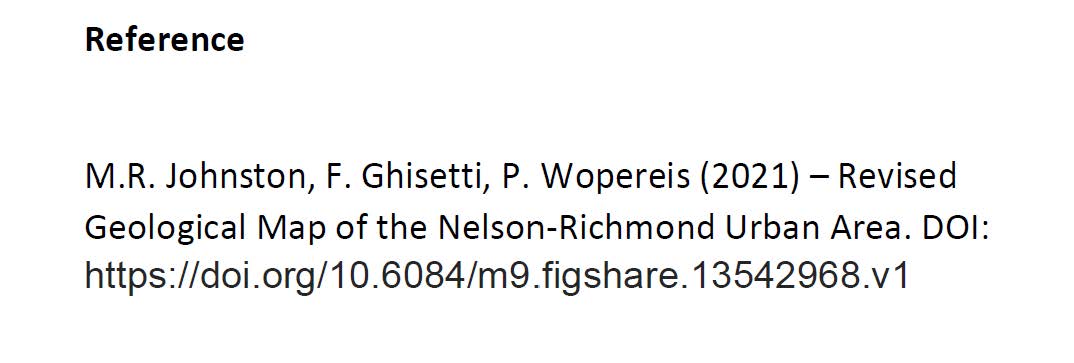 Reference
M.R. Johnston, F. Ghisetti, P. Wopereis (2021) – Revised
Geological Map of the Nelson-Richmond Urban Area. DOI:
https://doi.org/10.6084/m9.figshare.13542968.v1